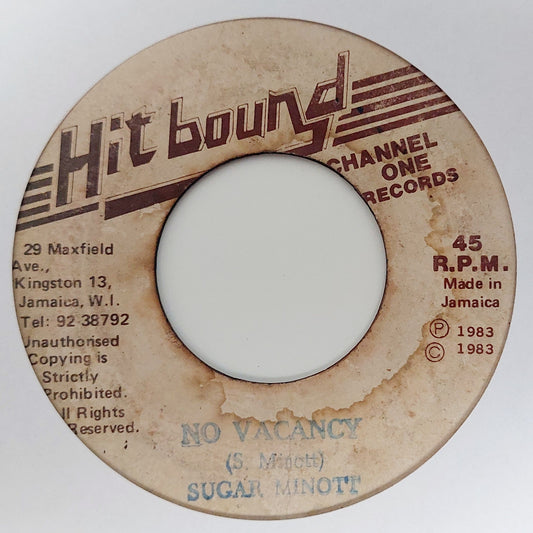 Hit bound
CHANNEL
ONE
RECORDS
29 Maxfield
Ave.,
Kingston 13,
Jamaica, W.I.
Tel: 92-38792
Unauthorised
Copying is
Strictly
Prohibited.
All Rights
Reserved.
45
R.P.M.
Made in
Jamaica
Ⓟ 1983
© 1983
NO VACANCY
(S. Minott)
SUGAR MINOTT